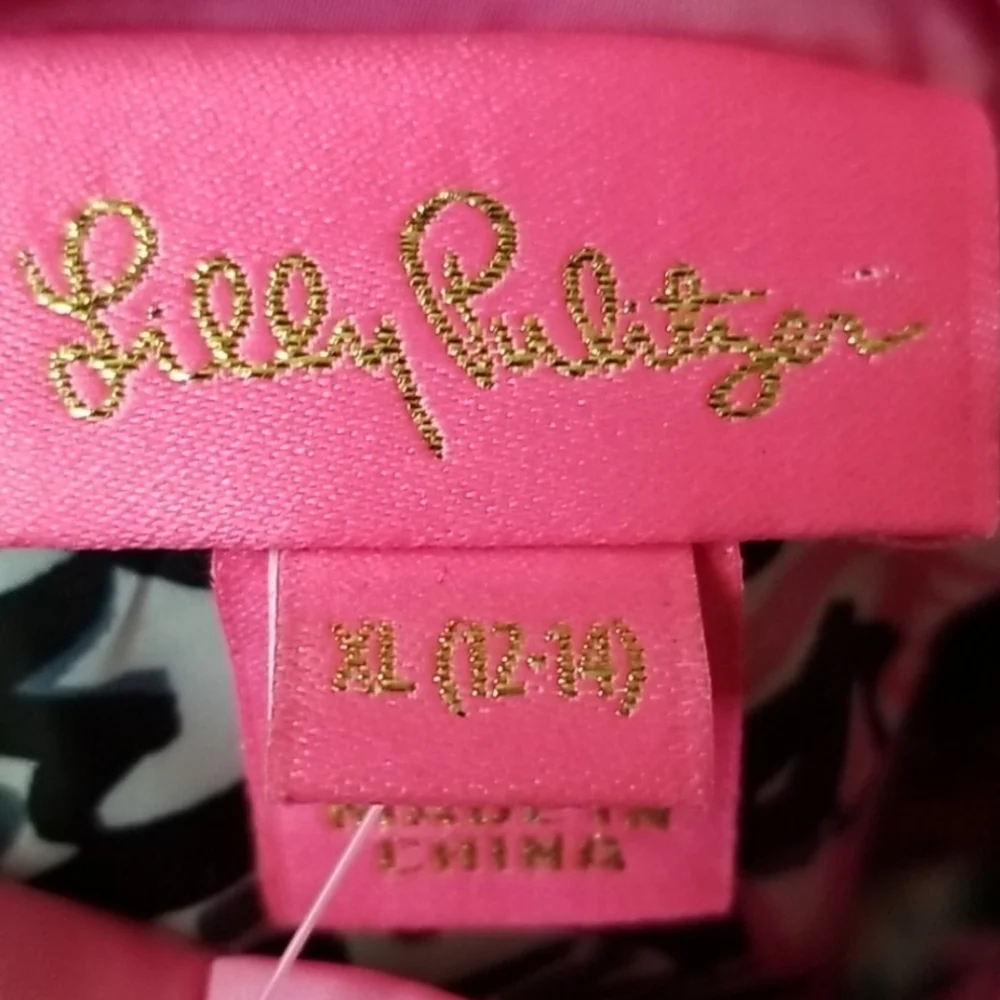 Lilly Pulitzer
XL (12-14)
MADE IN
CHINA